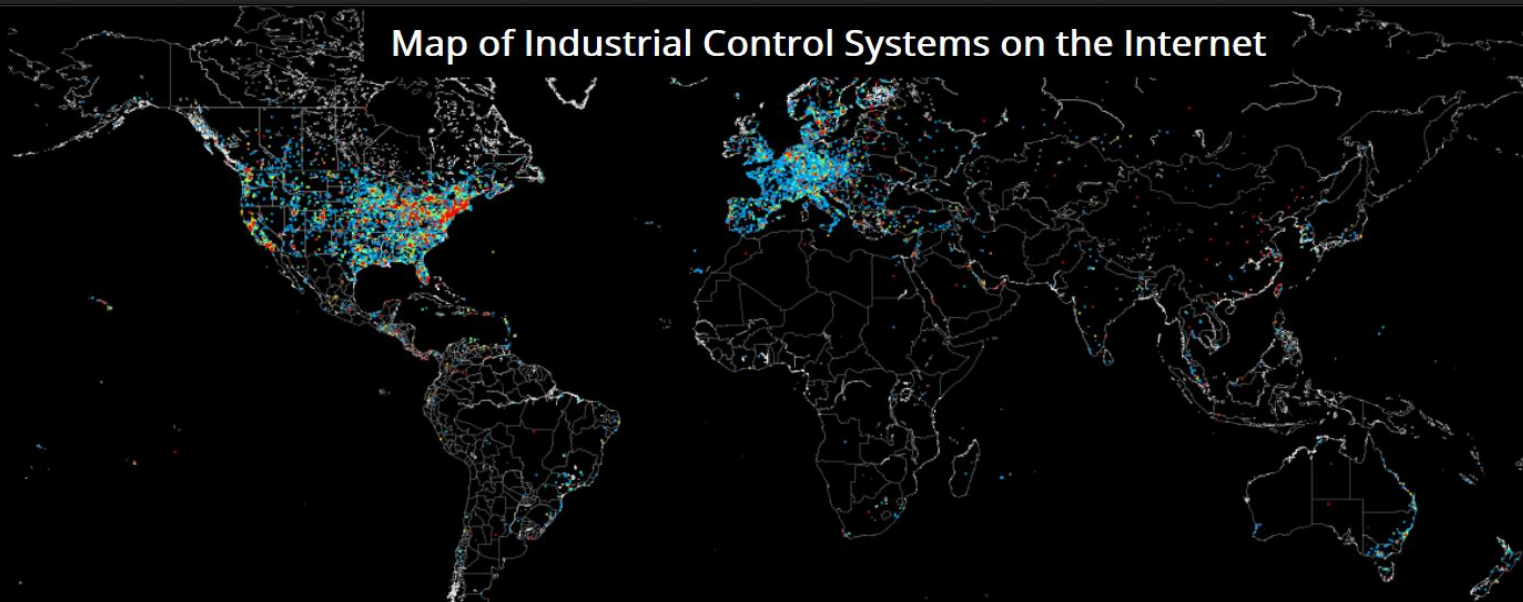 Map of Industrial Control Systems on the Internet